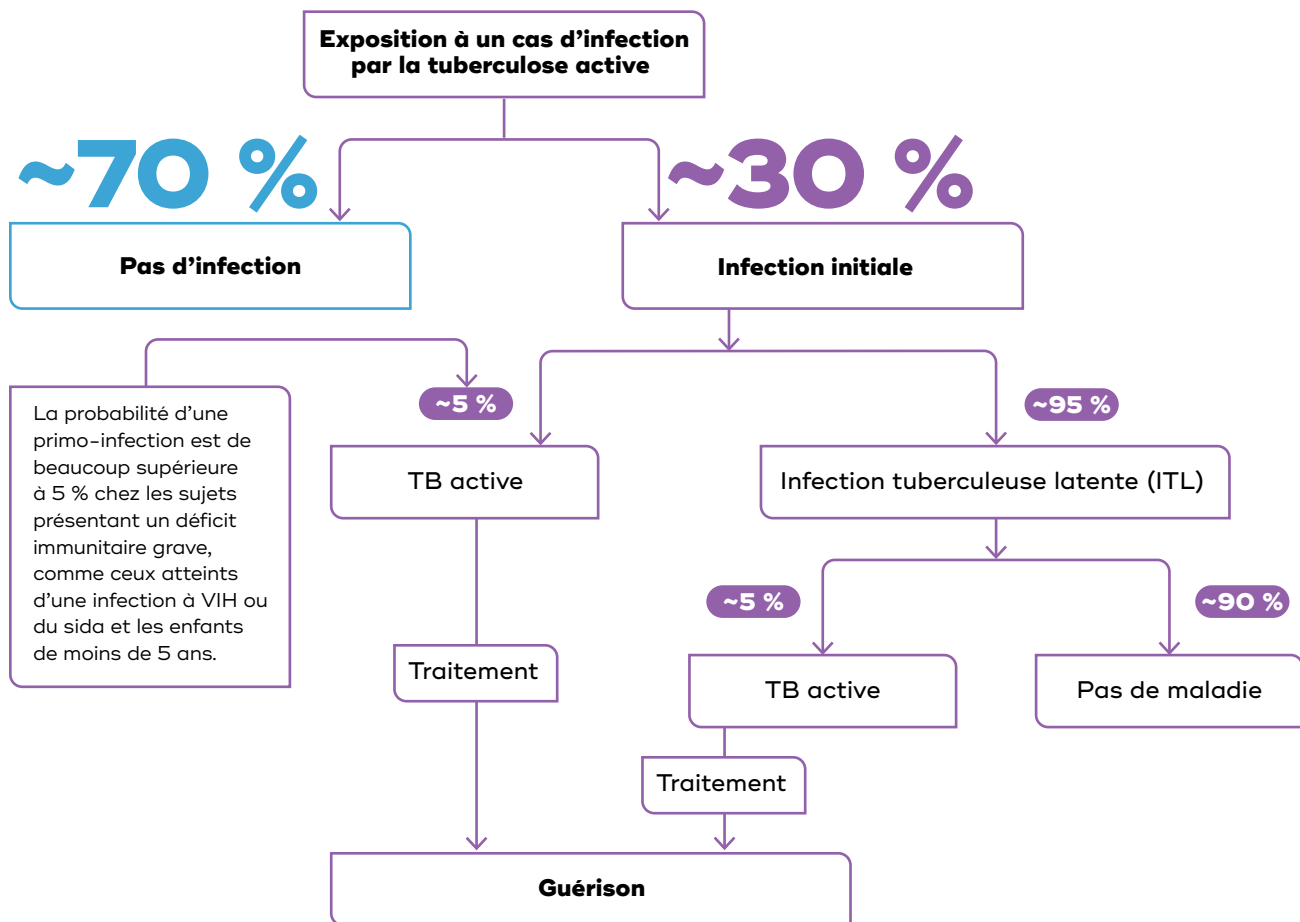 Exposition à un cas d’infection
par la tuberculose active
~70 %
~30 %
Pas d’infection
Infection initiale
La probabilité d’une
primo-infection est de
beaucoup supérieure
à 5 % chez les sujets
présentant un déficit
immunitaire grave,
comme ceux atteints
d’une infection à VIH ou
du sida et les enfants
de moins de 5 ans.
~5 %
~95 %
TB active
Infection tuberculeuse latente (ITL)
~5 %
~90 %
Traitement
TB active
Pas de maladie
Traitement
Guérison